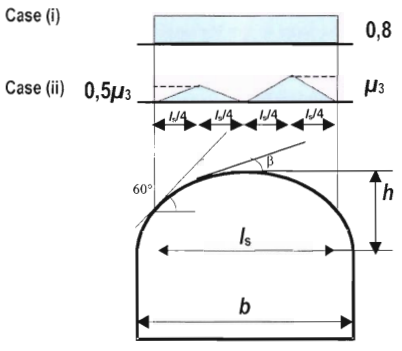 Case (i) 0,8
Case (ii) 0,5μ₃ μ₃
lₛ/4 lₛ/4 lₛ/4 lₛ/4
β
60°
h
lₛ
b